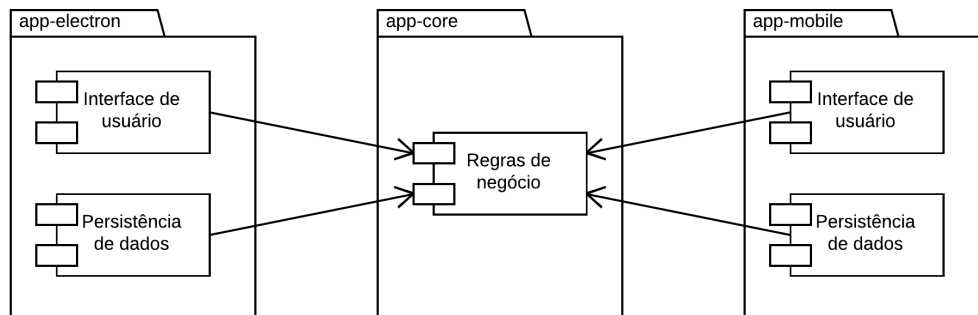 app-electron
Interface de
usuário
Persistência
de dados
app-core
Regras de
negócio
app-mobile
Interface de
usuário
Persistência
de dados